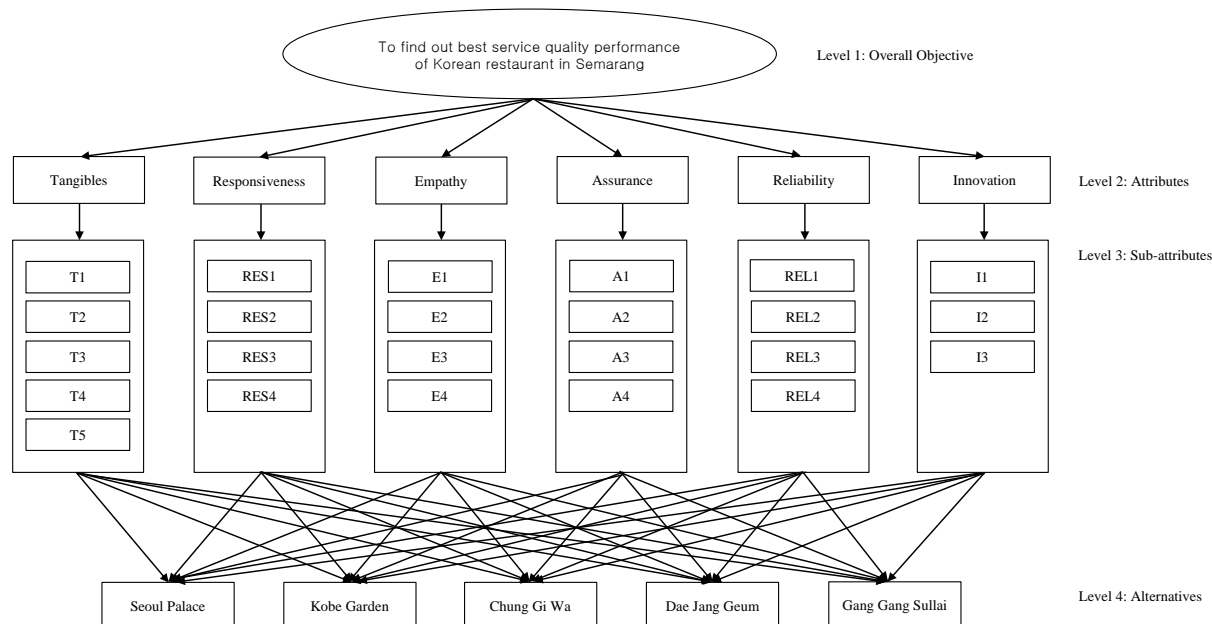 To find out best service quality performance
of Korean restaurant in Semarang
Level 1: Overall Objective
Tangibles
Responsiveness
Empathy
Assurance
Reliability
Innovation
Level 2: Attributes
Level 3: Sub-attributes
T1
T2
T3
T4
T5
RES1
RES2
RES3
RES4
E1
E2
E3
E4
A1
A2
A3
A4
REL1
REL2
REL3
REL4
I1
I2
I3
Seoul Palace
Kobe Garden
Chung Gi Wa
Dae Jang Geum
Gang Gang Sullai
Level 4: Alternatives